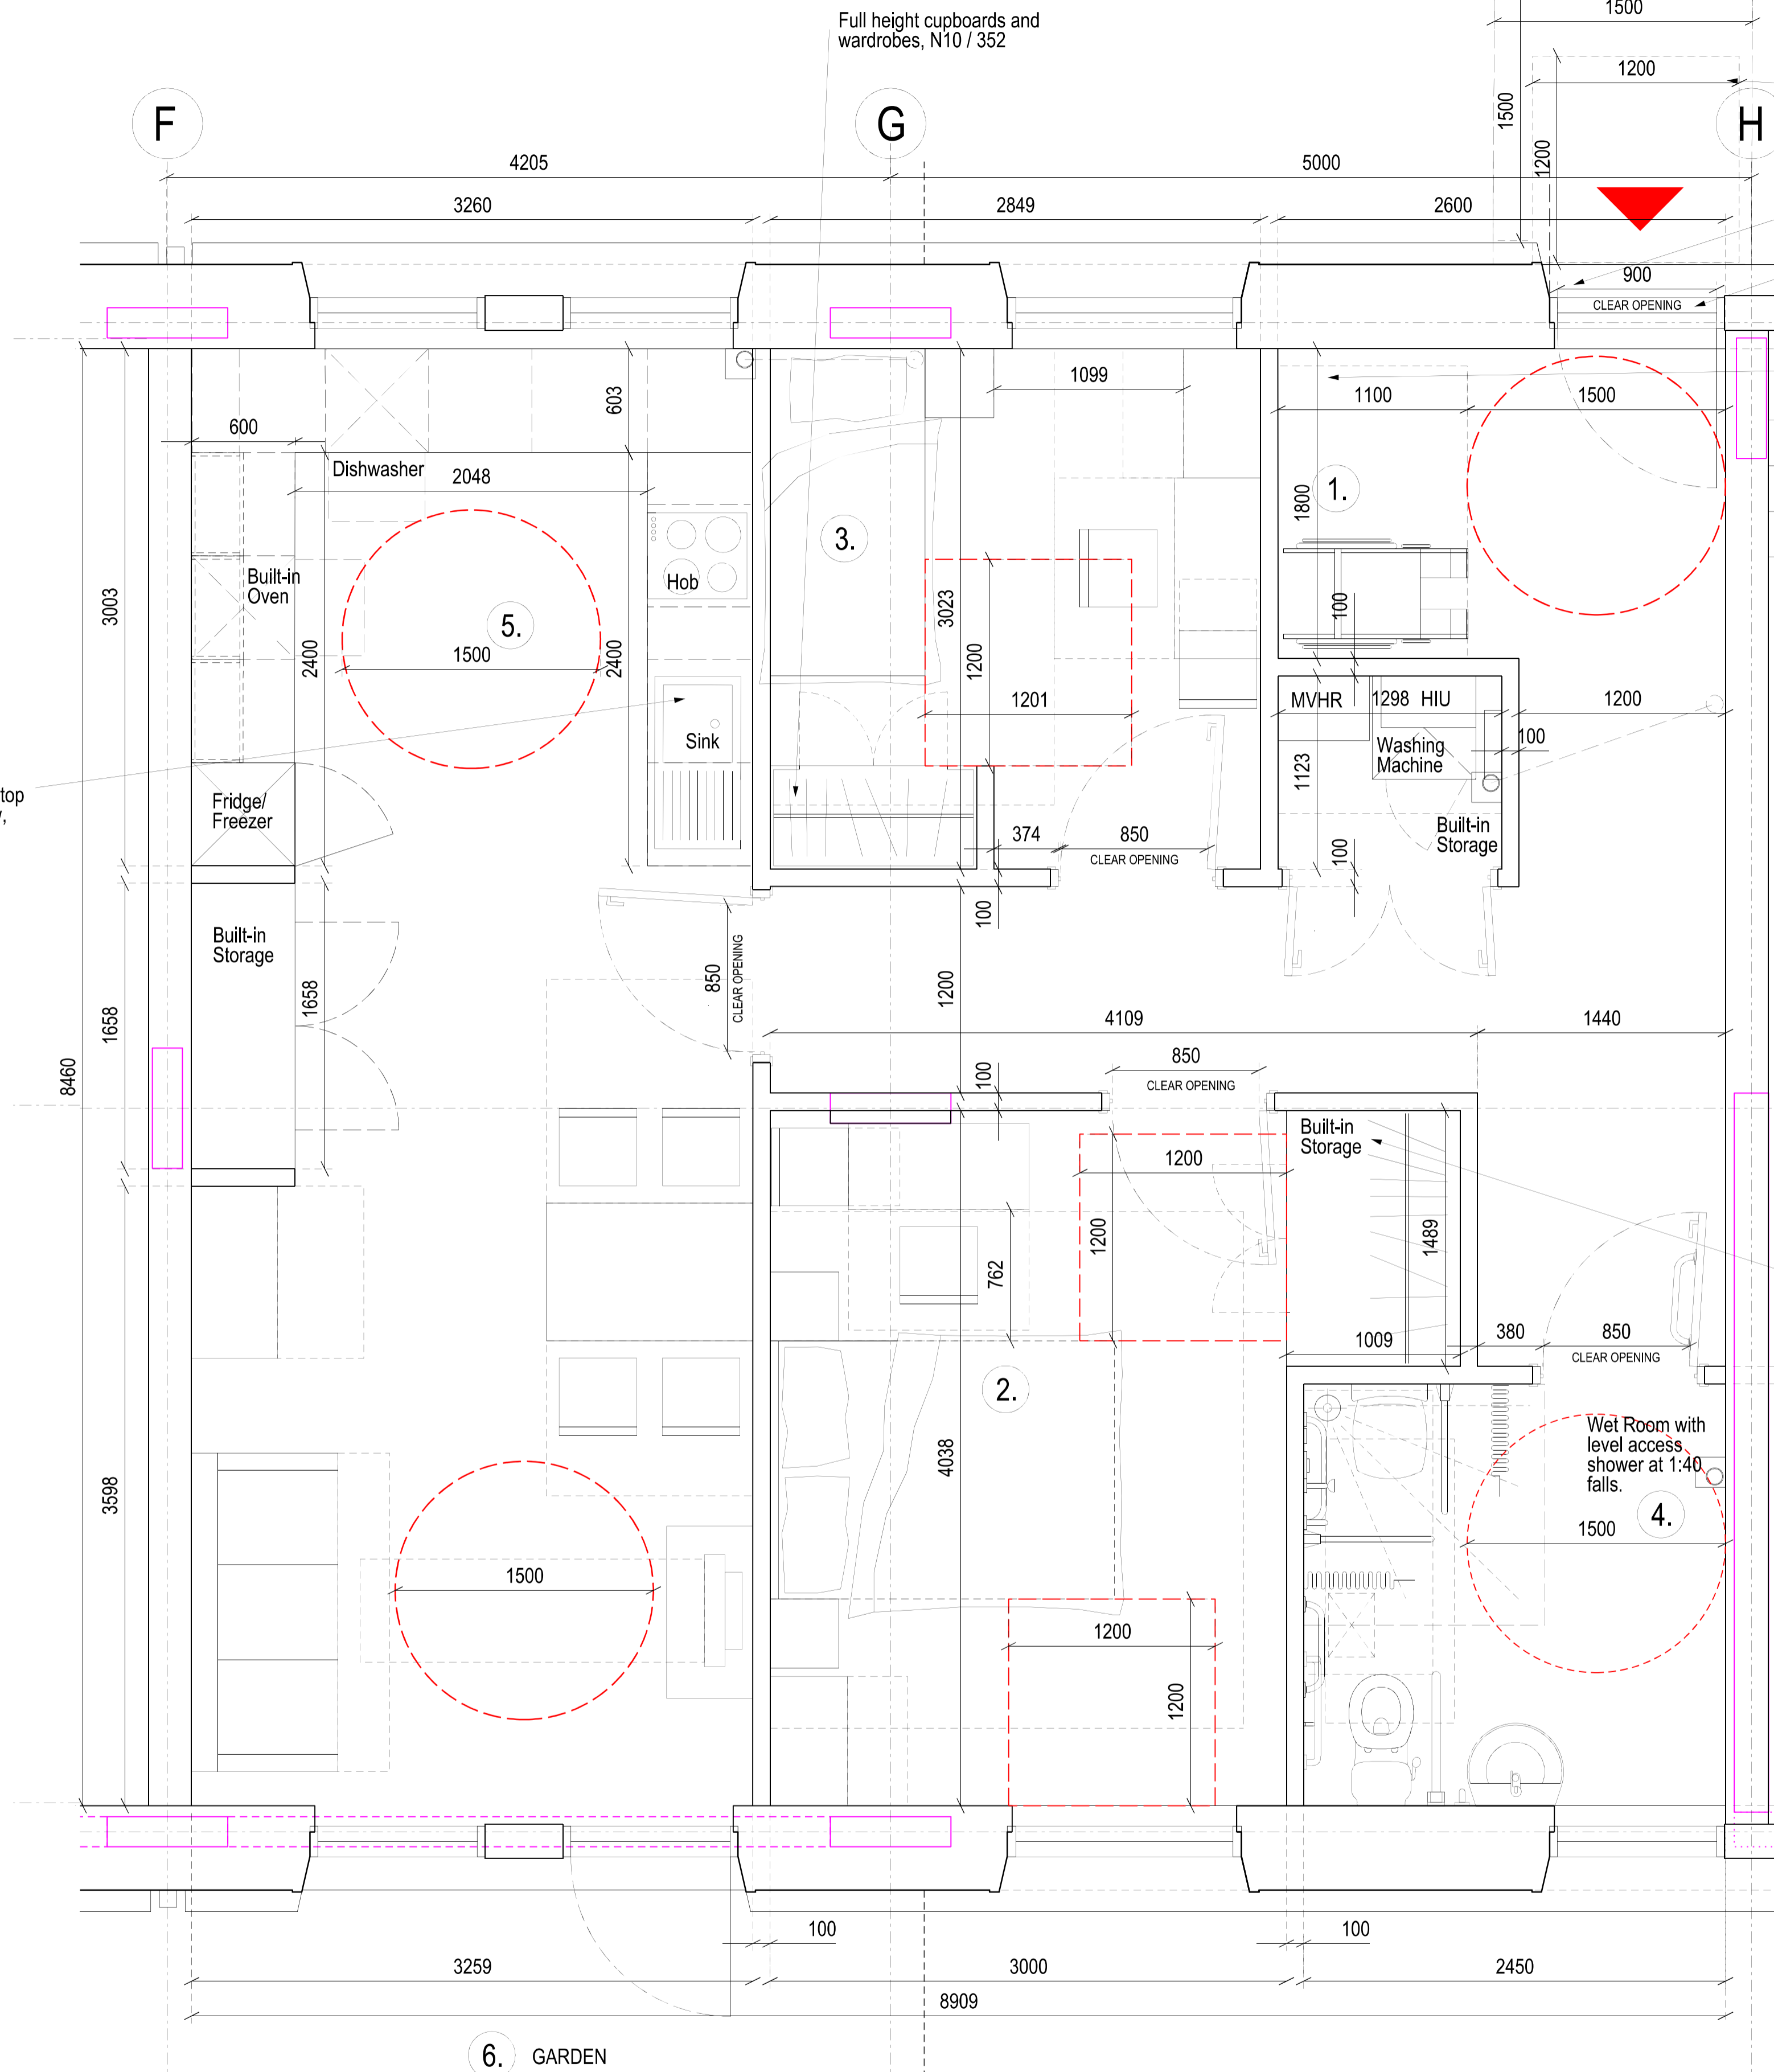 Full height cupboards and
wardrobes, N10 / 352
1500
1200
1500
1200
F
G
H
4205
5000
3260
2849
2600
900
CLEAR OPENING
1099
1100
1500
600
603
Dishwasher
2048
3.
1.
1800
Built-in
Oven
Hob
5.
3003
2400
1500
2400
3023
1200
1201
100
MVHR
1298
HIU
1200
Sink
Washing
Machine
100
1123
top
Fridge/
Freezer
374
850
CLEAR OPENING
Built-in
Storage
100
100
Built-in
Storage
850
CLEAR OPENING
1658
1658
1200
4109
1440
8460
100
850
CLEAR OPENING
Built-in
Storage
1200
1200
762
1489
1009
380
850
CLEAR OPENING
2.
Wet Room with
level access
shower at 1:40
falls.
4038
3598
4.
1500
1500
1200
1200
100
100
3259
3000
2450
8909
6.
GARDEN